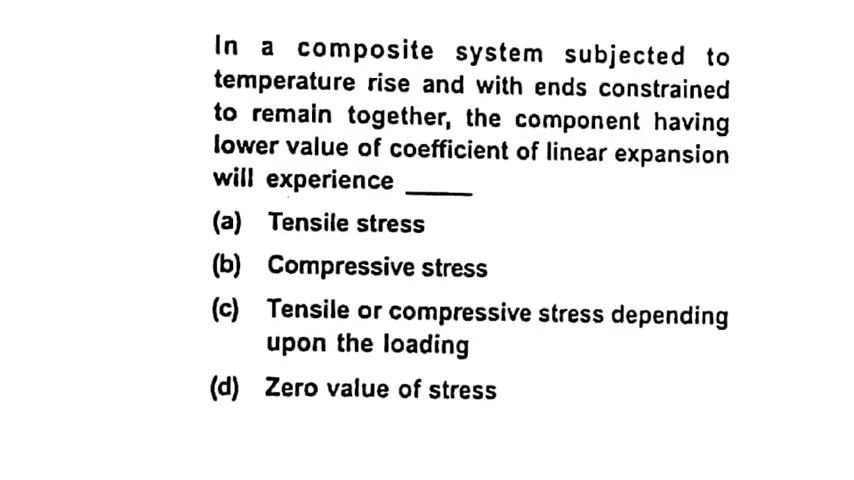 In a composite system subjected to
temperature rise and with ends constrained
to remain together, the component having
lower value of coefficient of linear expansion
will experience _____
(a) Tensile stress
(b) Compressive stress
(c) Tensile or compressive stress depending
upon the loading
(d) Zero value of stress